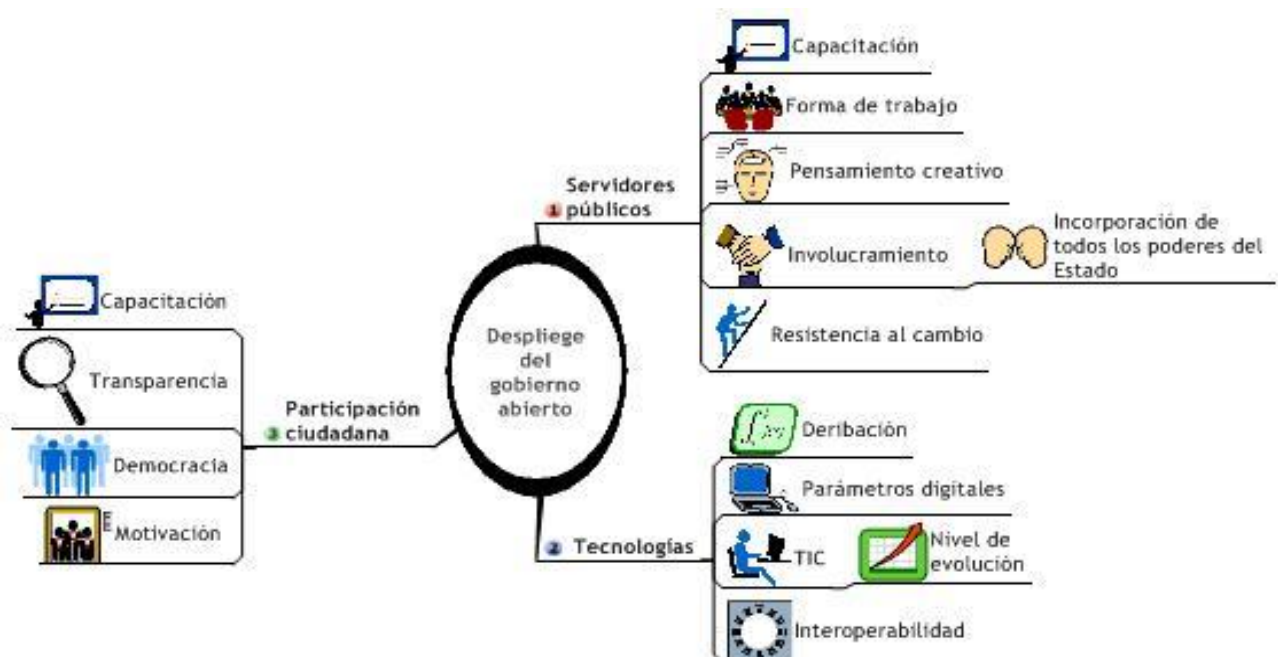 Despliege
del
gobierno
abierto
1 Servidores
públicos
Capacitación
Forma de trabajo
Pensamiento creativo
Involucramiento
Incorporación de
todos los poderes del
Estado
Resistencia al cambio
2 Tecnologías
Deribación
Parámetros digitales
TIC
Nivel de
evolución
Interoperabilidad
3 Participación
ciudadana
Capacitación
Transparencia
Democracia
Motivación